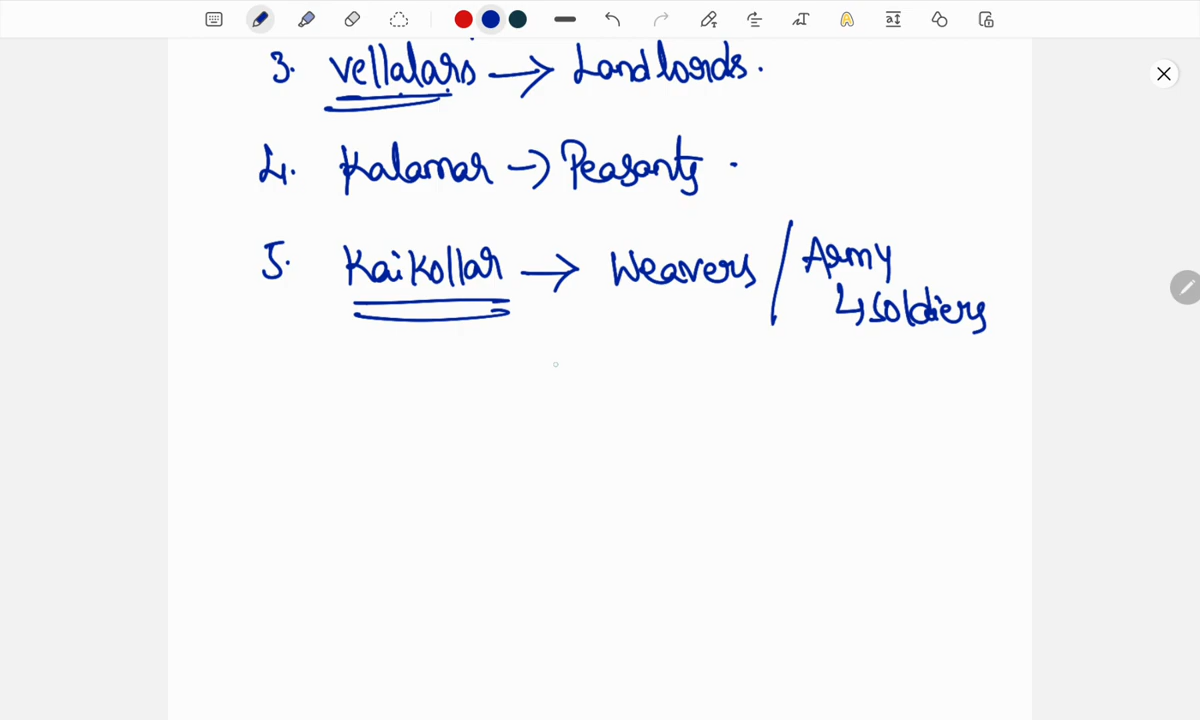 3. vellalars → Landlords.
4. Kalamar → Peasants.
5. Kaikollar → Weavers / Army
↳ soldiers